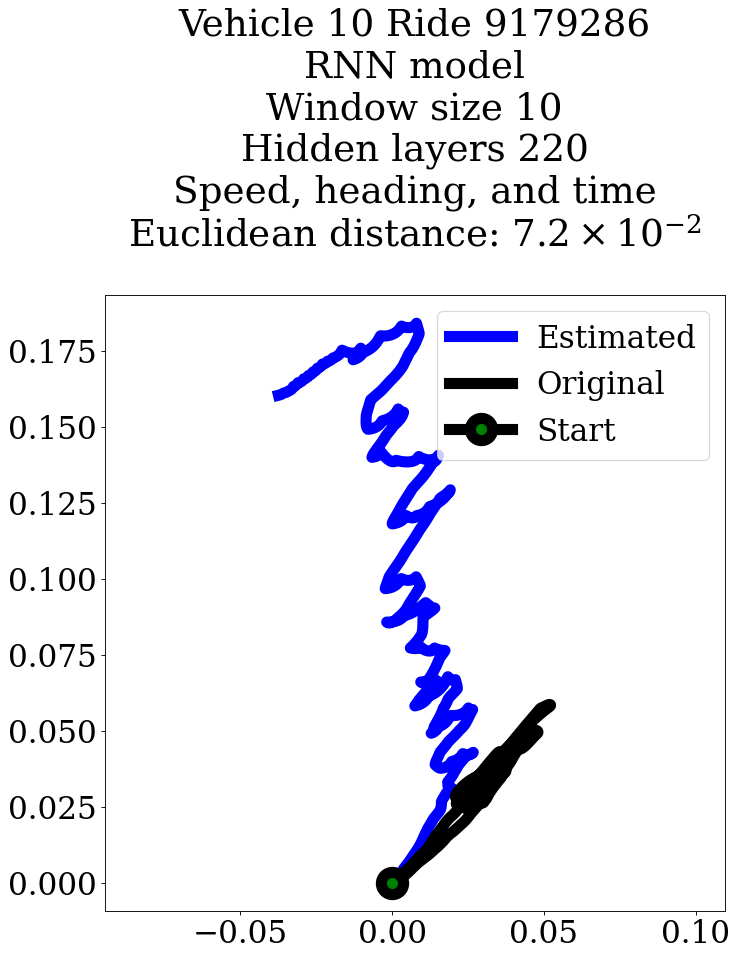 Vehicle 10 Ride 9179286
RNN model
Window size 10
Hidden layers 220
Speed, heading, and time
Euclidean distance: 7.2 × 10⁻²
Estimated
Original
Start
0.175
0.150
0.125
0.100
0.075
0.050
0.025
0.000
−0.05 0.00 0.05 0.10